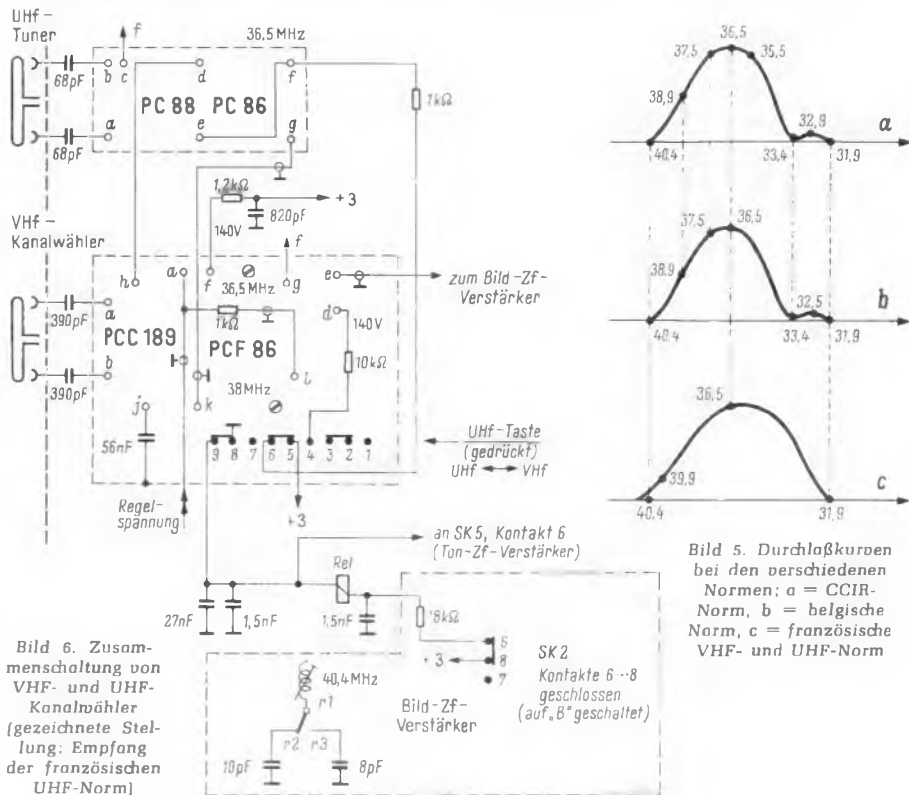 UHf-
Tuner
f
36,5 MHz
68pF
b
c
d
f
PC 88
PC 86
a
e
g
68pF
1kΩ
1,2kΩ
+3
820pF
140V
VHf-
Kanalwähler
h
a
f
36,5 MHz
g
f
e
zum Bild-Zf-
Verstärker
390pF
a
1kΩ
d
140V
PCC 189
PCF 86
10kΩ
b
38MHz
l
390pF
j
k
56nF
9 8 7 6 5 4 3 2 1
UHf-Taste
(gedrückt)
UHf ↔ VHf
Regel-
spannung
+3
an SK5, Kontakt 6
(Ton-Zf-Verstärker)
Rel
27nF
1,5nF
1,5nF
18kΩ
6
+3
8
7
SK2
Kontakte 6···8
geschlossen
(auf „B" geschaltet)
40,4MHz
r1
Bild-Zf-
Verstärker
r2
r3
10pF
8pF
Bild 6. Zusam-
menschaltung von
VHF- und UHF-
Kanalwähler
(gezeichnete Stel-
lung: Empfang
der französischen
UHF-Norm)
36,5
37,5
35,5
38,9
32,9
a
40,4
33,4
31,9
37,5
36,5
38,9
32,5
b
40,4
33,4
31,9
36,5
39,9
c
40,4
31,9
Bild 5. Durchlaßkurven
bei den verschiedenen
Normen; a = CCIR-
Norm, b = belgische
Norm, c = französische
VHF- und UHF-Norm